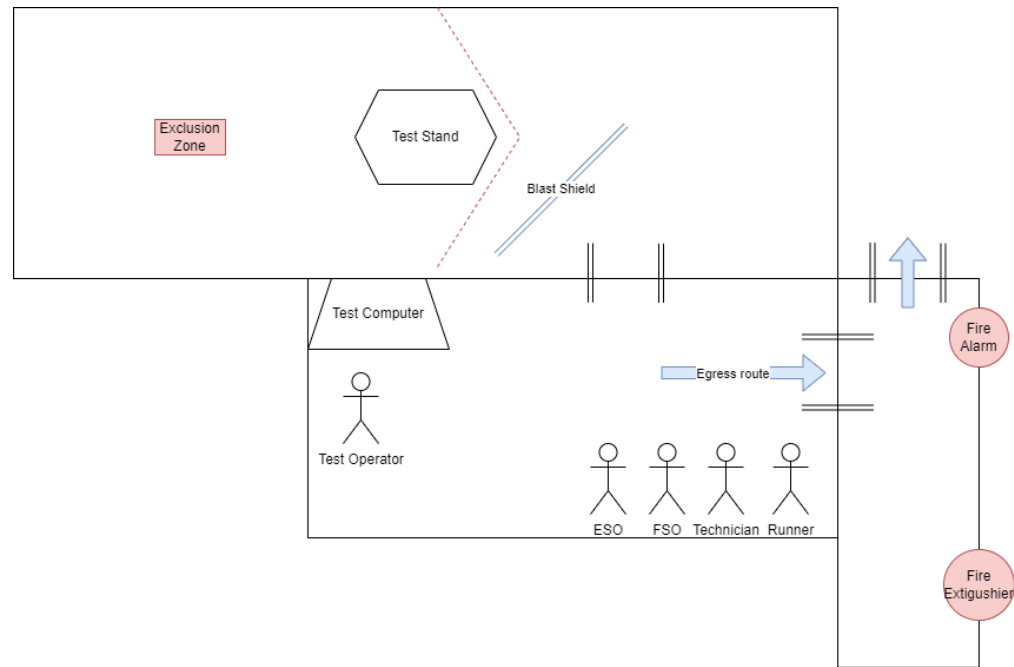 Exclusion
Zone
Test Stand
Blast Shield
Test Computer
Fire
Alarm
Egress route
Test Operator
ESO
FSO
Technician
Runner
Fire
Extigushier